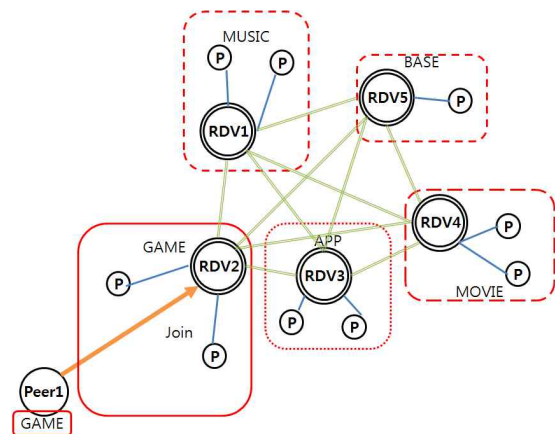 MUSIC
P
P
RDV1
BASE
RDV5
P
RDV4
P
P
MOVIE
GAME
RDV2
P
Join
P
APP
RDV3
P
P
Peer1
GAME